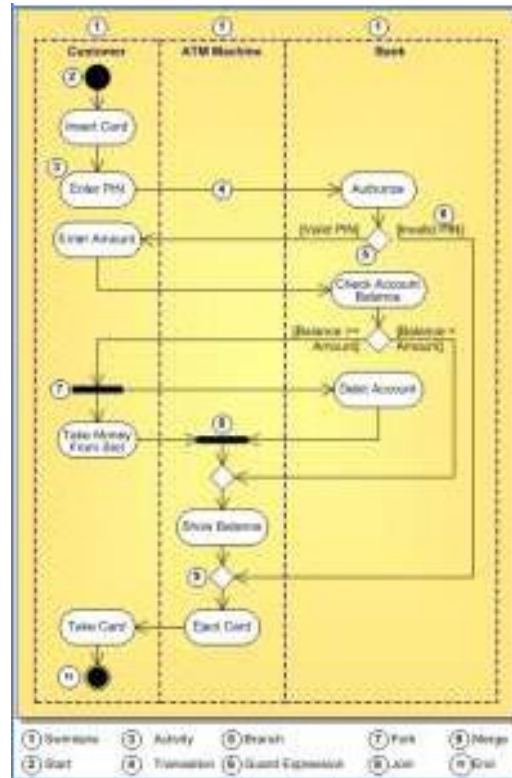 1 1 1
Customer ATM Machine Bank
2
Insert Card
3
Enter PIN 4 Authorize
6
[Valid PIN] [Invalid PIN]
Enter Amount
5
Check Account
Balance
[Balance >= [Balance <
Amount] Amount]
7 Debit Account
8
Take Money
From Slot
Show Balance
9
Take Card Eject Card
1 Swimlane 3 Activity Branch 7 Fork 9 Merge
2 Start 4 Transition Guard Expression 8 Join End